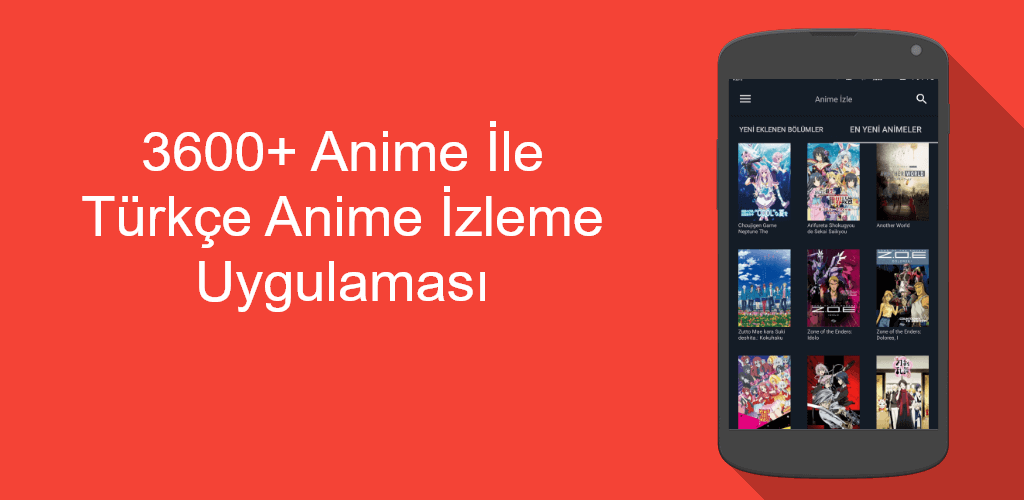 3600+ Anime İle
Türkçe Anime İzleme
Uygulaması
Anime İzle
YENİ EKLENEN BÖLÜMLER
EN YENİ ANİMELER
Choujigen Game
Neptune The
Arifureta Shokugyou
de Sekai Saikyou
Another World
Z.O.E
ZOE
Zutto Mae kara Suki
deshita.: Kokuhaku
Zone of the Enders:
Idolo
Zone of the Enders:
Dolores, I